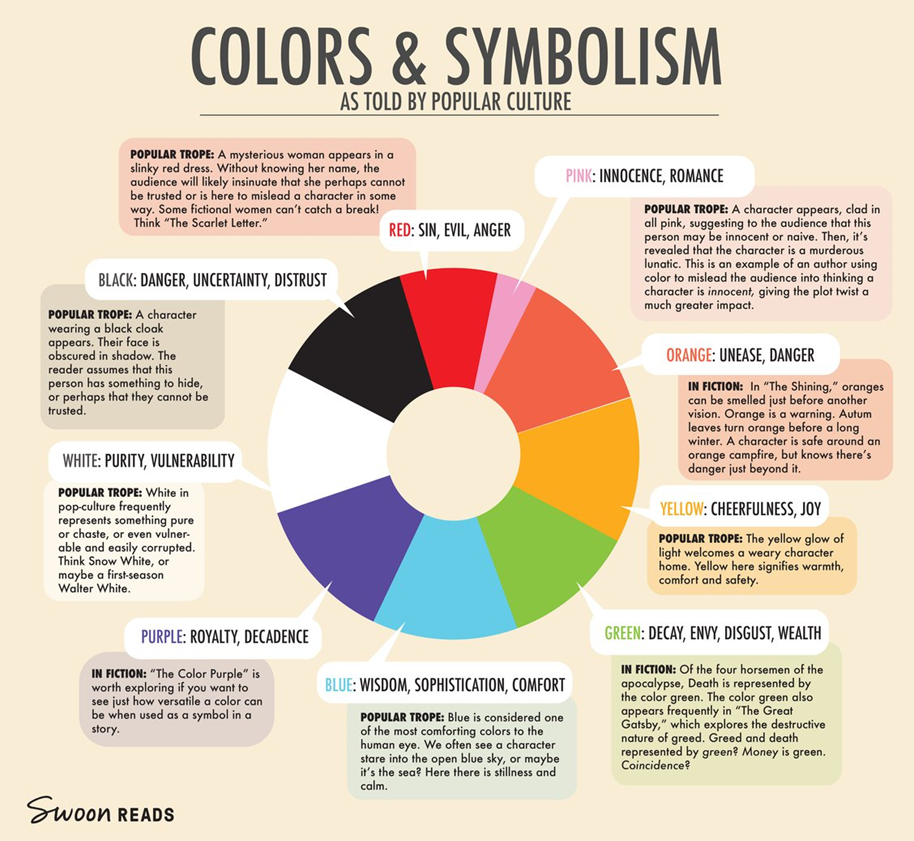 COLORS & SYMBOLISM
AS TOLD BY POPULAR CULTURE
POPULAR TROPE: A mysterious woman appears in a
slinky red dress. Without knowing her name, the
audience will likely insinuate that she perhaps cannot
be trusted or is here to mislead a character in some
way. Some fictional women can't catch a break!
Think "The Scarlet Letter."
RED: SIN, EVIL, ANGER
PINK: INNOCENCE, ROMANCE
POPULAR TROPE: A character appears, clad in
all pink, suggesting to the audience that this
person may be innocent or naive. Then, it's
revealed that the character is a murderous
lunatic. This is an example of an author using
color to mislead the audience into thinking a
character is innocent, giving the plot twist a
much greater impact.
BLACK: DANGER, UNCERTAINTY, DISTRUST
POPULAR TROPE: A character
wearing a black cloak
appears. Their face is
obscured in shadow. The
reader assumes that this
person has something to hide,
or perhaps that they cannot be
trusted.
ORANGE: UNEASE, DANGER
IN FICTION: In "The Shining," oranges
can be smelled just before another
vision. Orange is a warning. Autum
leaves turn orange before a long
winter. A character is safe around an
orange campfire, but knows there's
danger just beyond it.
WHITE: PURITY, VULNERABILITY
POPULAR TROPE: White in
pop-culture frequently
represents something pure
or chaste, or even vulner-
able and easily corrupted.
Think Snow White, or
maybe a first-season
Walter White.
YELLOW: CHEERFULNESS, JOY
POPULAR TROPE: The yellow glow of
light welcomes a weary character
home. Yellow here signifies warmth,
comfort and safety.
PURPLE: ROYALTY, DECADENCE
IN FICTION: "The Color Purple" is
worth exploring if you want to
see just how versatile a color can
be when used as a symbol in a
story.
BLUE: WISDOM, SOPHISTICATION, COMFORT
POPULAR TROPE: Blue is considered one
of the most comforting colors to the
human eye. We often see a character
stare into the open blue sky, or maybe
it's the sea? Here there is stillness and
calm.
GREEN: DECAY, ENVY, DISGUST, WEALTH
IN FICTION: Of the four horsemen of the
apocalypse, Death is represented by
the color green. The color green also
appears frequently in "The Great
Gatsby," which explores the destructive
nature of greed. Greed and death
represented by green? Money is green.
Coincidence?
Swoon READS